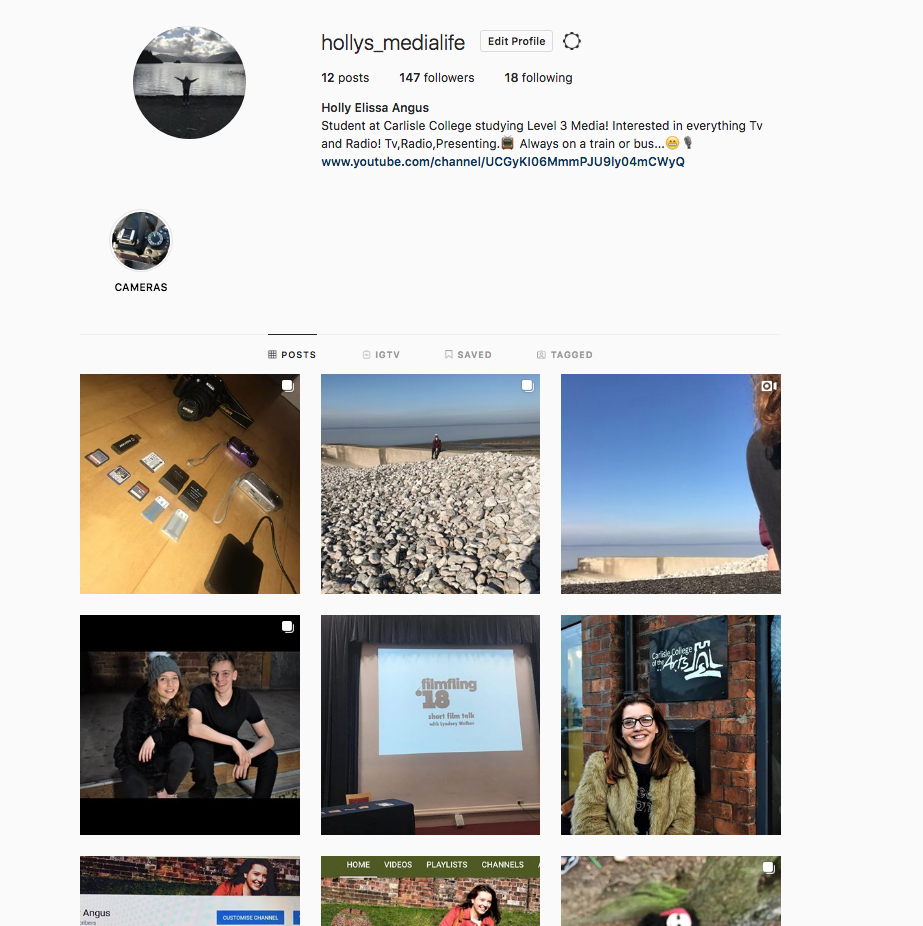 hollys_medialife Edit Profile
12 posts 147 followers 18 following
Holly Elissa Angus
Student at Carlisle College studying Level 3 Media! Interested in everything Tv
and Radio! Tv,Radio,Presenting.📺 Always on a train or bus...😁🎙
www.youtube.com/channel/UCGyKI06MmmPJU9Iy04mCWyQ
CAMERAS
POSTS IGTV SAVED TAGGED
filmfling
'18
short film talk
with Lyndsey Walker
Carlisle College
of the Arts
HOME VIDEOS PLAYLISTS CHANNELS
Angus
CUSTOMISE CHANNEL